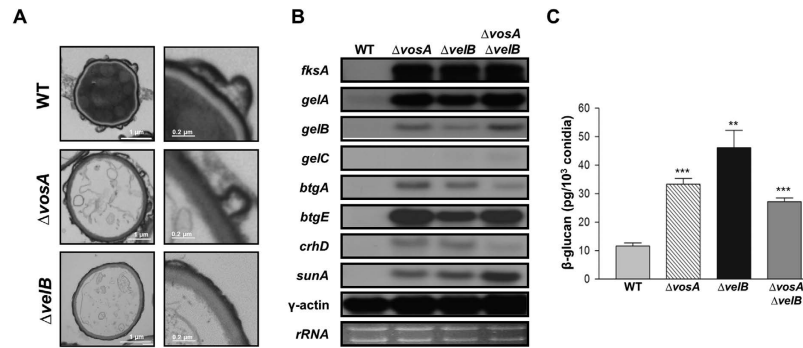 A
WT
1 µm
0.2 µm
ΔvosA
1 µm
0.2 µm
ΔvelB
1 µm
0.2 µm
B
WT ΔvosA ΔvelB ΔvosA ΔvelB
fksA
gelA
gelB
gelC
btgA
btgE
crhD
sunA
γ-actin
rRNA
C
β-glucan (pg/10³ conidia)
60
50
40
30
20
10
0
***
**
***
WT ΔvosA ΔvelB ΔvosA
ΔvelB